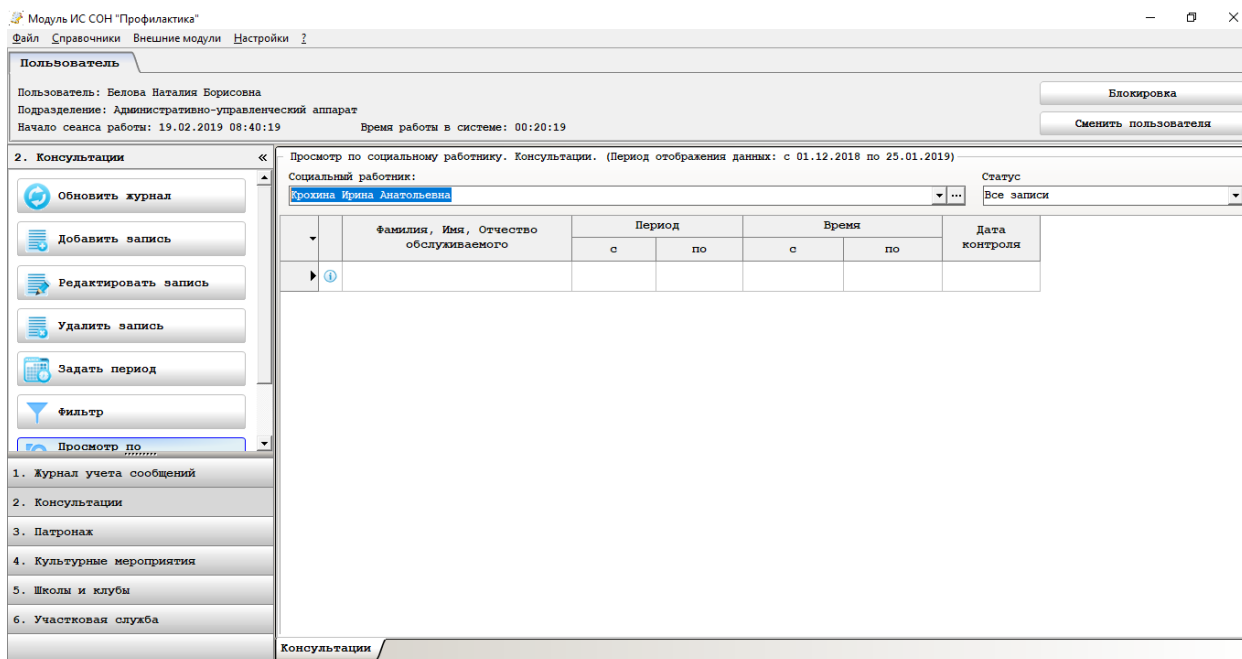 Модуль ИС СОН "Профилактика"
Файл Справочники Внешние модули Настройки ?
Пользователь
Пользователь: Белова Наталия Борисовна
Подразделение: Административно-управленческий аппарат
Начало сеанса работы: 19.02.2019 08:40:19 Время работы в системе: 00:20:19
Блокировка
Сменить пользователя
2. Консультации «
Обновить журнал
Добавить запись
Редактировать запись
Удалить запись
Задать период
Фильтр
Просмотр по
1. Журнал учета сообщений
2. Консультации
3. Патронаж
4. Культурные мероприятия
5. Школы и клубы
6. Участковая служба
Просмотр по социальному работнику. Консультации. (Период отображения данных: с 01.12.2018 по 25.01.2019)
Социальный работник:
Крохина Ирина Анатольевна ...
Статус
Все записи
Фамилия, Имя, Отчество
обслуживаемого
Период
с по
Время
с по
Дата
контроля
Консультации